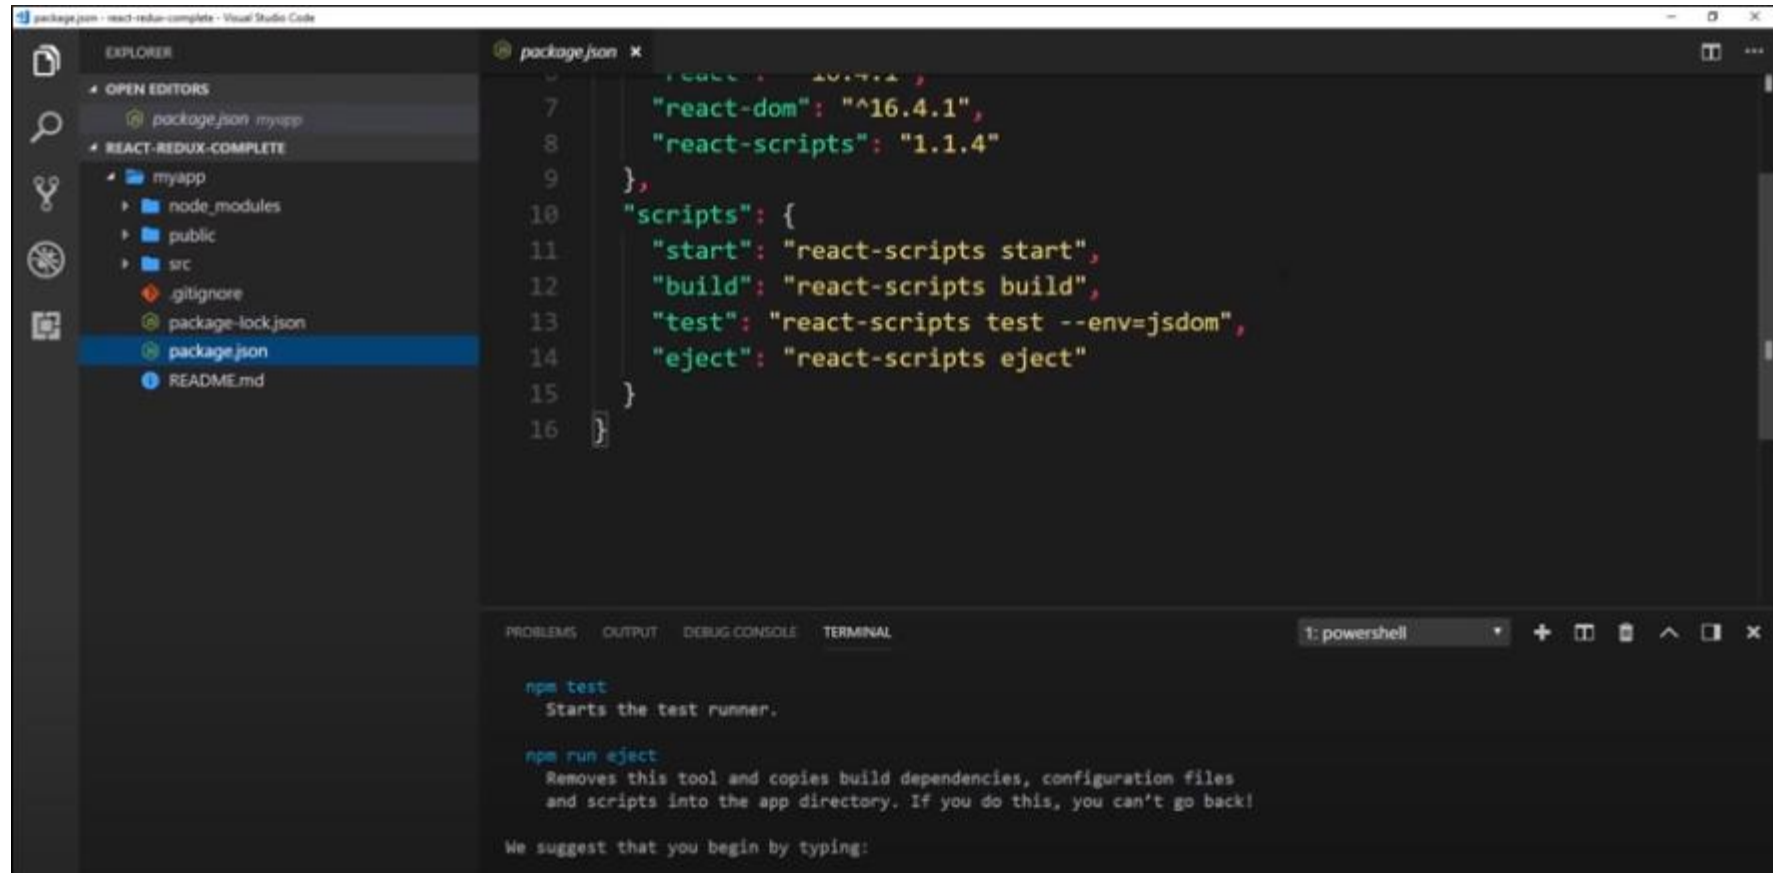 package.json - react-redux-complete - Visual Studio Code
EXPLORER
OPEN EDITORS
package.json myapp
REACT-REDUX-COMPLETE
myapp
node_modules
public
src
.gitignore
package-lock.json
package.json
README.md
package.json
"react": "^16.4.1",
7 "react-dom": "^16.4.1",
8 "react-scripts": "1.1.4"
9 },
10 "scripts": {
11 "start": "react-scripts start",
12 "build": "react-scripts build",
13 "test": "react-scripts test --env=jsdom",
14 "eject": "react-scripts eject"
15 }
16 }
PROBLEMS OUTPUT DEBUG CONSOLE TERMINAL 1: powershell
npm test
Starts the test runner.
npm run eject
Removes this tool and copies build dependencies, configuration files
and scripts into the app directory. If you do this, you can't go back!
We suggest that you begin by typing: